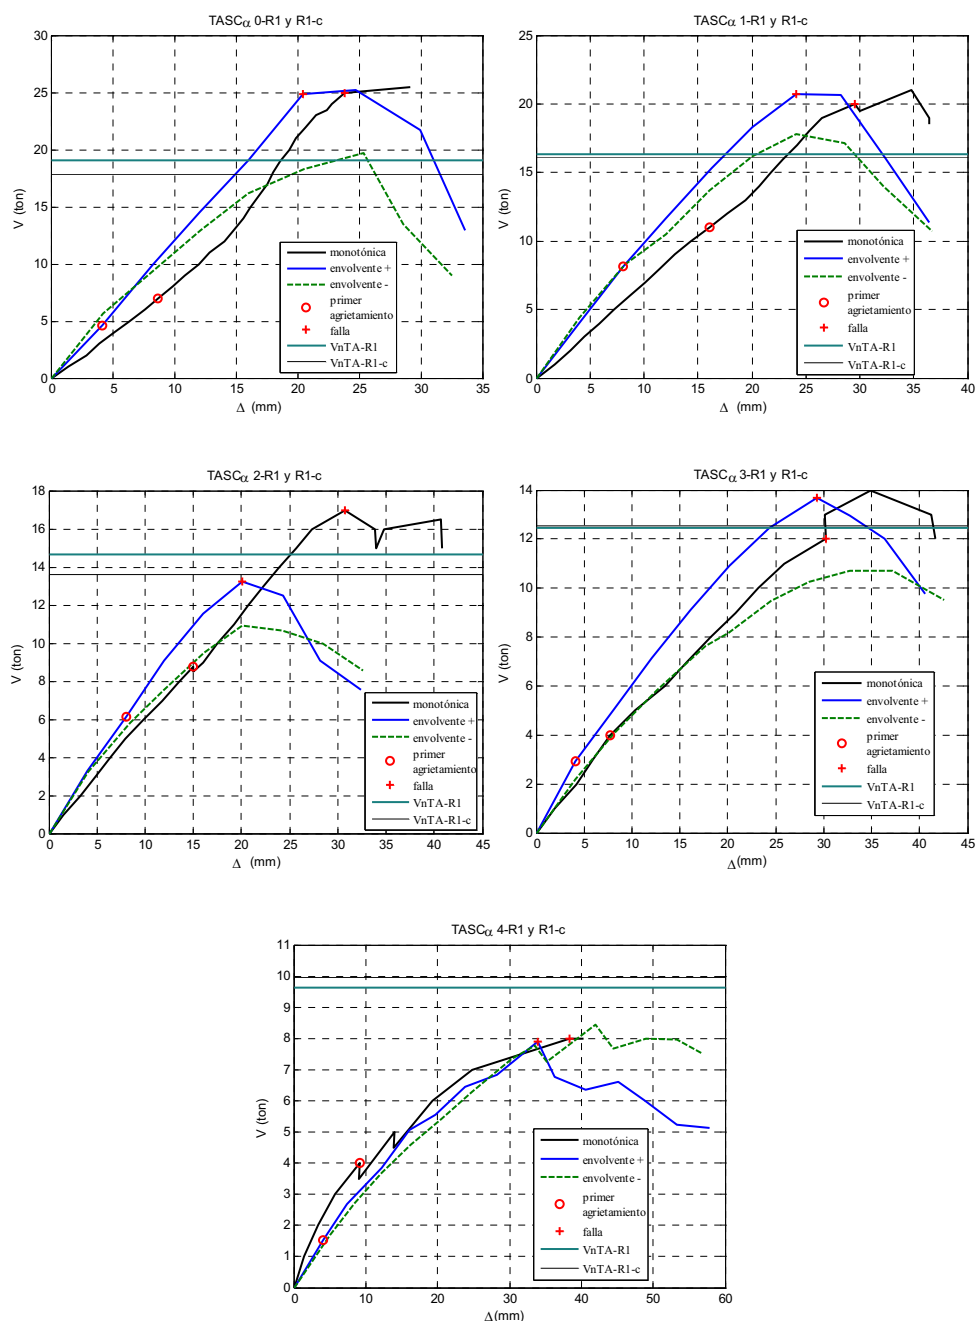 TASCα 0-R1 y R1-c
30
25
20
15
10
5
0
V (ton)
0 5 10 15 20 25 30 35
Δ (mm)
monotónica
envolvente +
envolvente -
primer
agrietamiento
falla
VnTA-R1
VnTA-R1-c
TASCα 1-R1 y R1-c
25
20
15
10
5
0
V (ton)
0 5 10 15 20 25 30 35 40
Δ (mm)
monotónica
envolvente +
envolvente -
primer
agrietamiento
falla
VnTA-R1
VnTA-R1-c
TASCα 2-R1 y R1-c
18
16
14
12
10
8
6
4
2
0
V (ton)
0 5 10 15 20 25 30 35 40 45
Δ (mm)
monotónica
envolvente +
envolvente -
primer
agrietamiento
falla
VnTA-R1
VnTA-R1-c
TASCα 3-R1 y R1-c
14
12
10
8
6
4
2
0
V (ton)
0 5 10 15 20 25 30 35 40 45
Δ(mm)
monotónica
envolvente +
envolvente -
primer
agrietamiento
falla
VnTA-R1
VnTA-R1-c
TASCα 4-R1 y R1-c
11
10
9
8
7
6
5
4
3
2
1
0
V (ton)
0 10 20 30 40 50 60
Δ(mm)
monotónica
envolvente +
envolvente -
primer
agrietamiento
falla
VnTA-R1
VnTA-R1-c